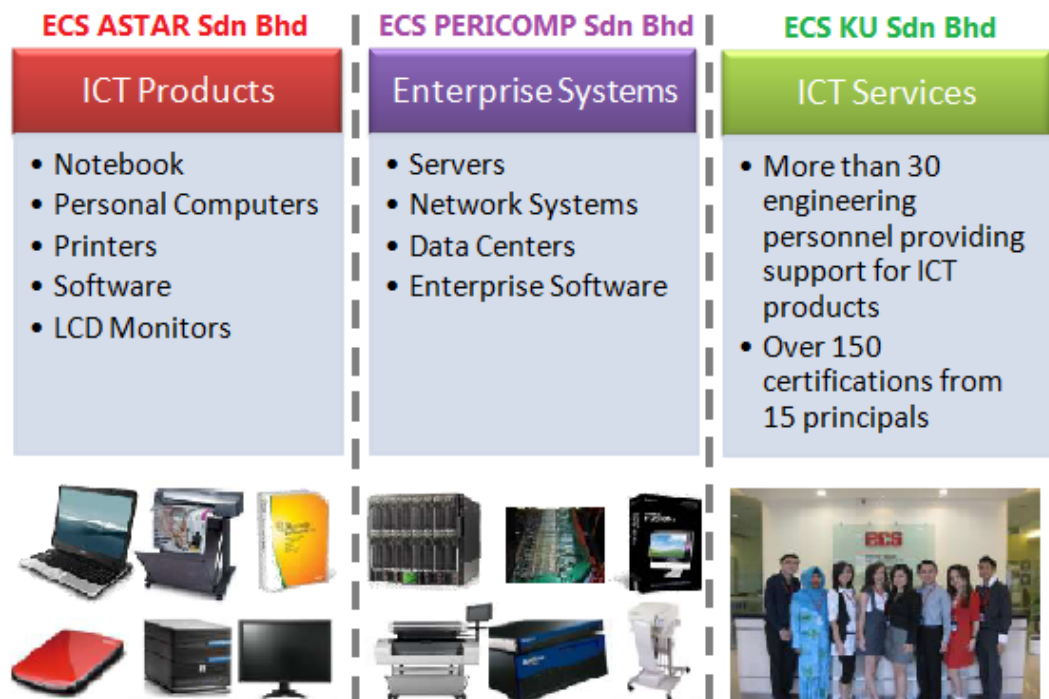 ECS ASTAR Sdn Bhd
ICT Products
• Notebook
• Personal Computers
• Printers
• Software
• LCD Monitors
ECS PERICOMP Sdn Bhd
Enterprise Systems
• Servers
• Network Systems
• Data Centers
• Enterprise Software
ECS KU Sdn Bhd
ICT Services
• More than 30
engineering
personnel providing
support for ICT
products
• Over 150
certifications from
15 principals
ecs